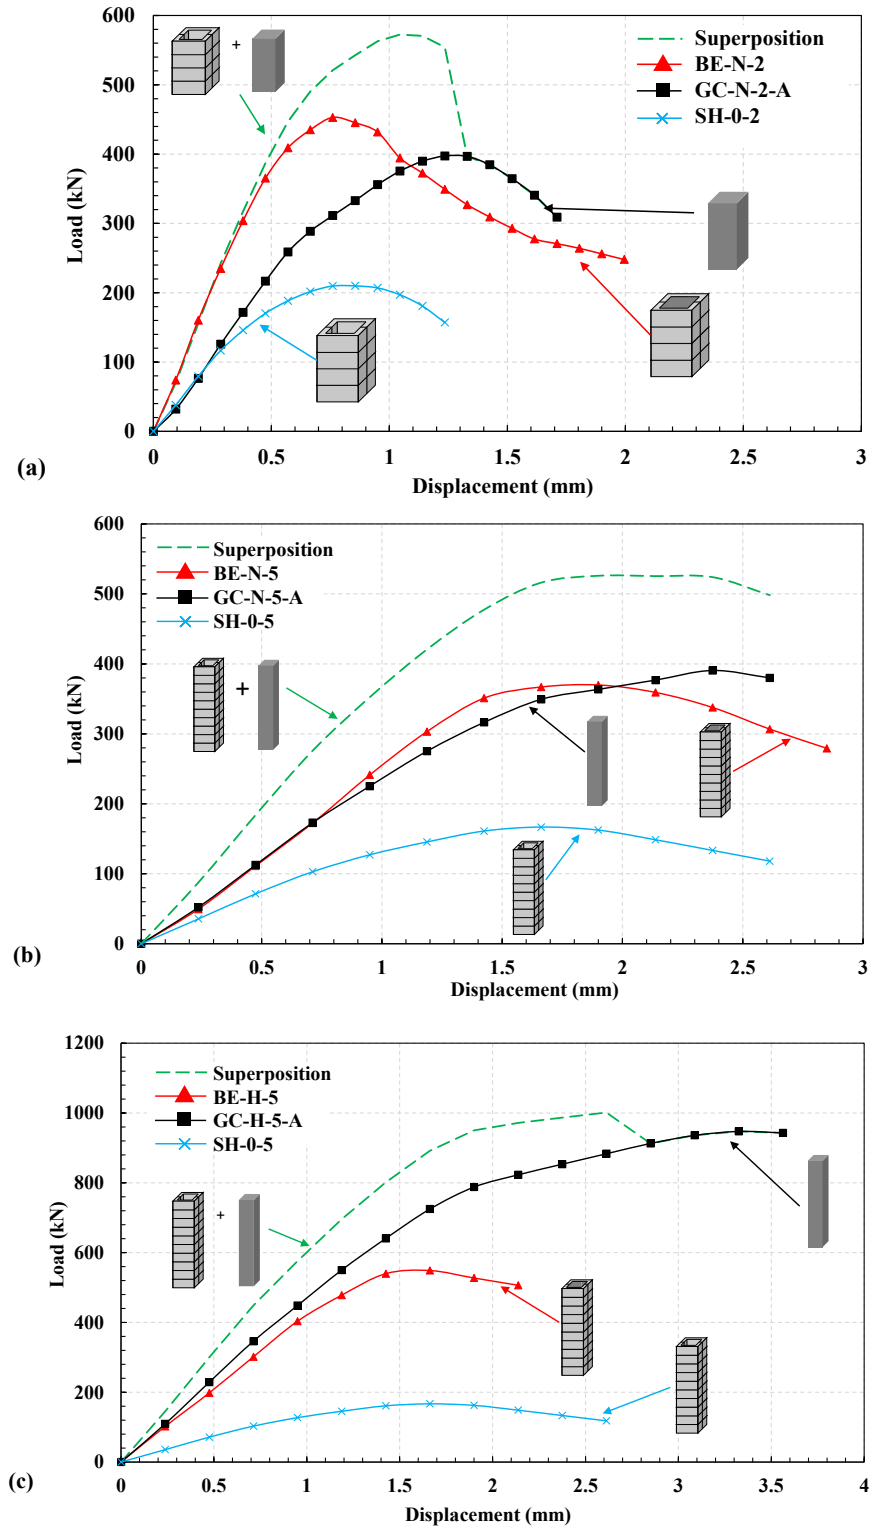 600
500
400
300
200
100
0
Load (kN)
+
Superposition
BE-N-2
GC-N-2-A
SH-0-2
0 0.5 1 1.5 2 2.5 3
Displacement (mm)
(a)
600
500
400
300
200
100
0
Load (kN)
Superposition
BE-N-5
GC-N-5-A
SH-0-5
+
0 0.5 1 1.5 2 2.5 3
Displacement (mm)
(b)
1200
1000
800
600
400
200
0
Load (kN)
Superposition
BE-H-5
GC-H-5-A
SH-0-5
+
0 0.5 1 1.5 2 2.5 3 3.5 4
Displacement (mm)
(c)